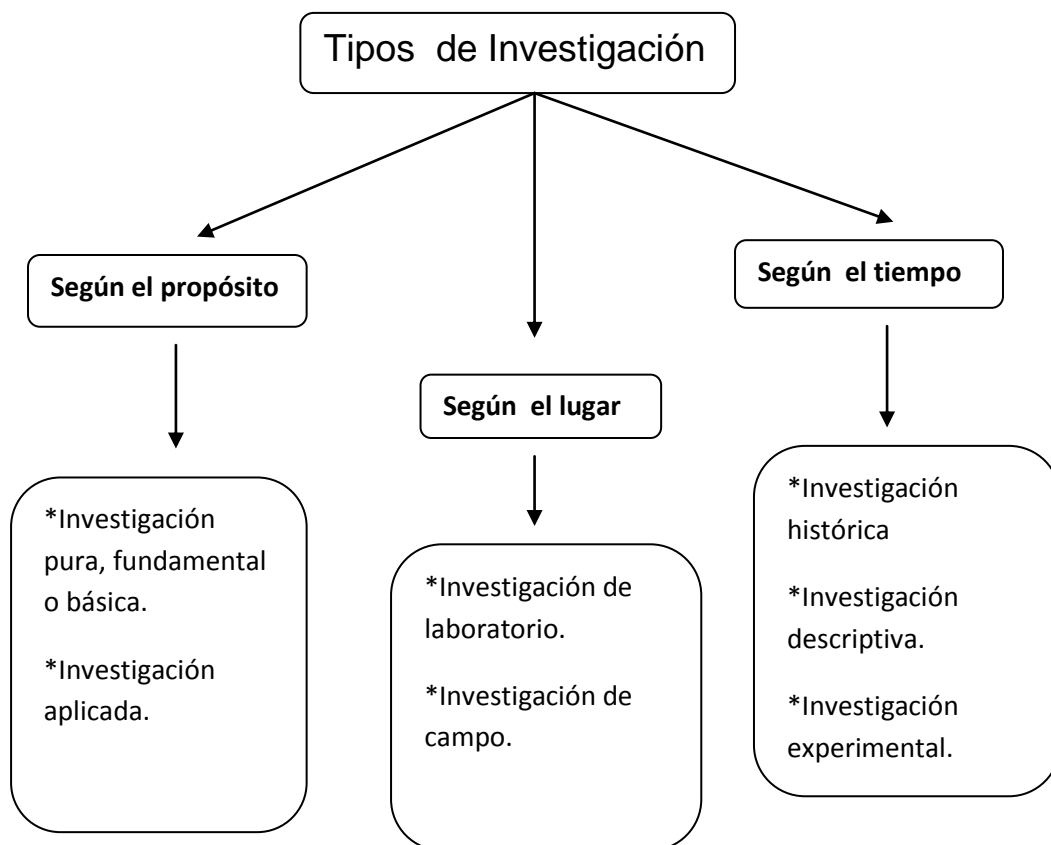 Tipos  de Investigación
Según el propósito
*Investigación
pura, fundamental
o básica.
*Investigación
aplicada.
Según  el lugar
*Investigación de
laboratorio.
*Investigación de
campo.
Según  el tiempo
*Investigación
histórica
*Investigación
descriptiva.
*Investigación
experimental.